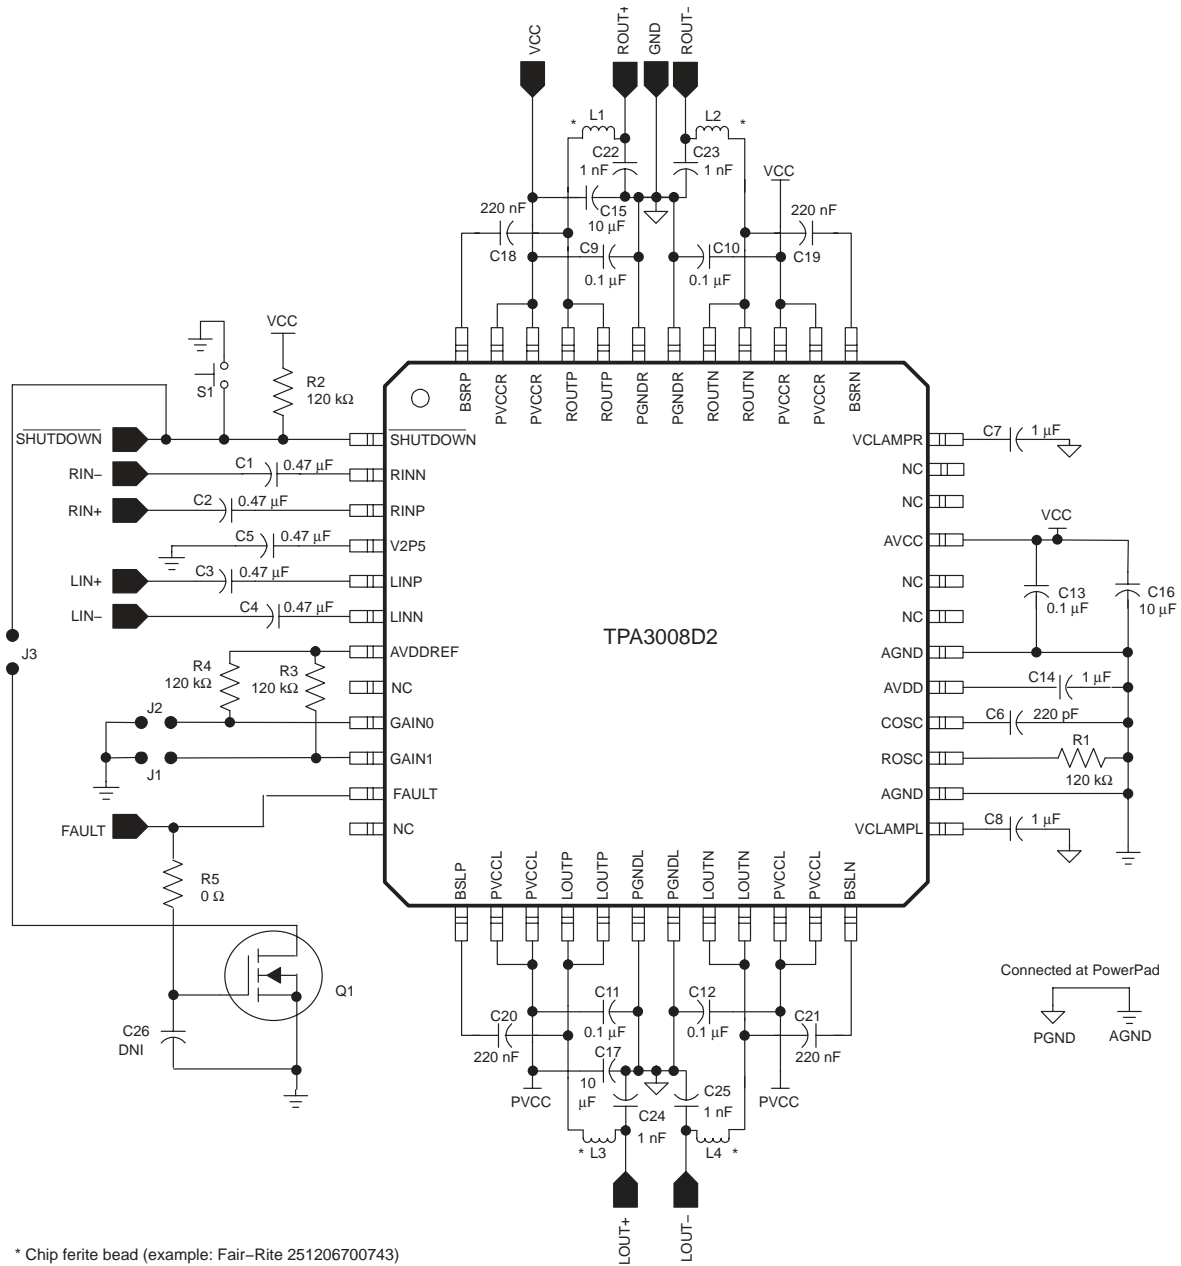 VCC
ROUT+
GND
ROUT−
* L1
L2 *
C22
1 nF
C23
1 nF
VCC
220 nF
C15
10 μF
220 nF
C18
C9
C10
C19
0.1 μF
0.1 μF
BSRP
PVCCR
PVCCR
ROUTP
ROUTP
PGNDR
PGNDR
ROUTN
ROUTN
PVCCR
PVCCR
BSRN
VCC
S1
R2
120 kΩ
SHUTDOWN
SHUTDOWN
VCLAMPR
C7
1 μF
RIN−
C1
0.47 μF
RINN
NC
RIN+
C2
0.47 μF
RINP
NC
C5
0.47 μF
V2P5
AVCC
VCC
LIN+
C3
0.47 μF
LINP
NC
C13
0.1 μF
C16
10 μF
LIN−
C4
0.47 μF
LINN
NC
TPA3008D2
J3
R4
120 kΩ
R3
120 kΩ
AVDDREF
AGND
NC
AVDD
C14
1 μF
J2
GAIN0
COSC
C6
220 pF
J1
GAIN1
ROSC
R1
120 kΩ
FAULT
AGND
FAULT
NC
VCLAMPL
C8
1 μF
BSLP
PVCCL
PVCCL
LOUTP
LOUTP
PGNDL
PGNDL
LOUTN
LOUTN
PVCCL
PVCCL
BSLN
R5
0 Ω
Q1
C26
DNI
C11
0.1 μF
C12
0.1 μF
C20
220 nF
C21
220 nF
C17
10
μF
PVCC
PVCC
C24
1 nF
C25
1 nF
* L3
L4 *
LOUT+
LOUT−
Connected at PowerPad
PGND
AGND
* Chip ferite bead (example: Fair−Rite 251206700743)